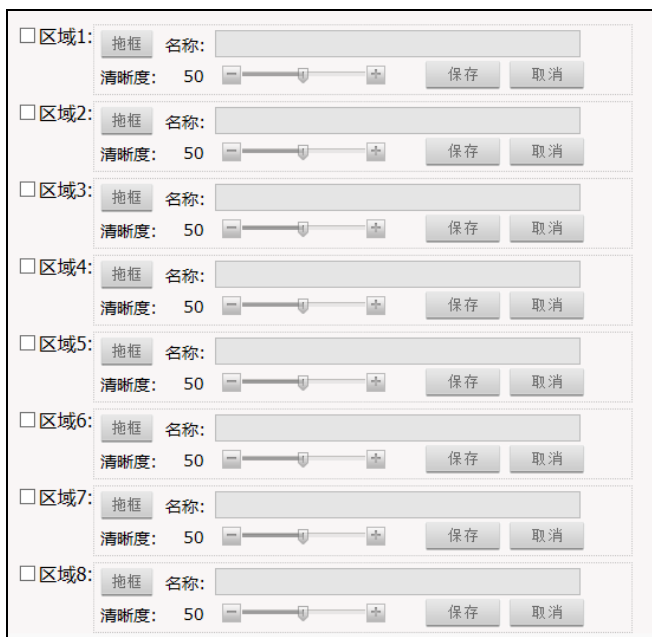 区域1: 拖框 名称:
清晰度: 50 保存 取消
区域2: 拖框 名称:
清晰度: 50 保存 取消
区域3: 拖框 名称:
清晰度: 50 保存 取消
区域4: 拖框 名称:
清晰度: 50 保存 取消
区域5: 拖框 名称:
清晰度: 50 保存 取消
区域6: 拖框 名称:
清晰度: 50 保存 取消
区域7: 拖框 名称:
清晰度: 50 保存 取消
区域8: 拖框 名称:
清晰度: 50 保存 取消